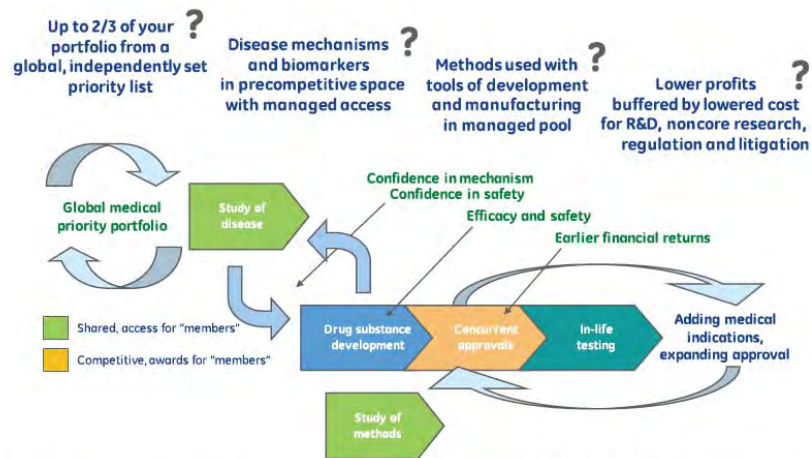 Up to 2/3 of your
portfolio from a
global, independently set
priority list
?
Disease mechanisms
and biomarkers
in precompetitive space
with managed access
?
Methods used with
tools of development
and manufacturing
in managed pool
?
Lower profits
buffered by lowered cost
for R&D, noncore research,
regulation and litigation
?
Global medical
priority portfolio
Study of
disease
Confidence in mechanism
Confidence in safety
Efficacy and safety
Earlier financial returns
Shared, access for "members"
Competitive, awards for "members"
Drug substance
development
Concurrent
approvals
In-life
testing
Adding medical
indications,
expanding approval
Study of
methods